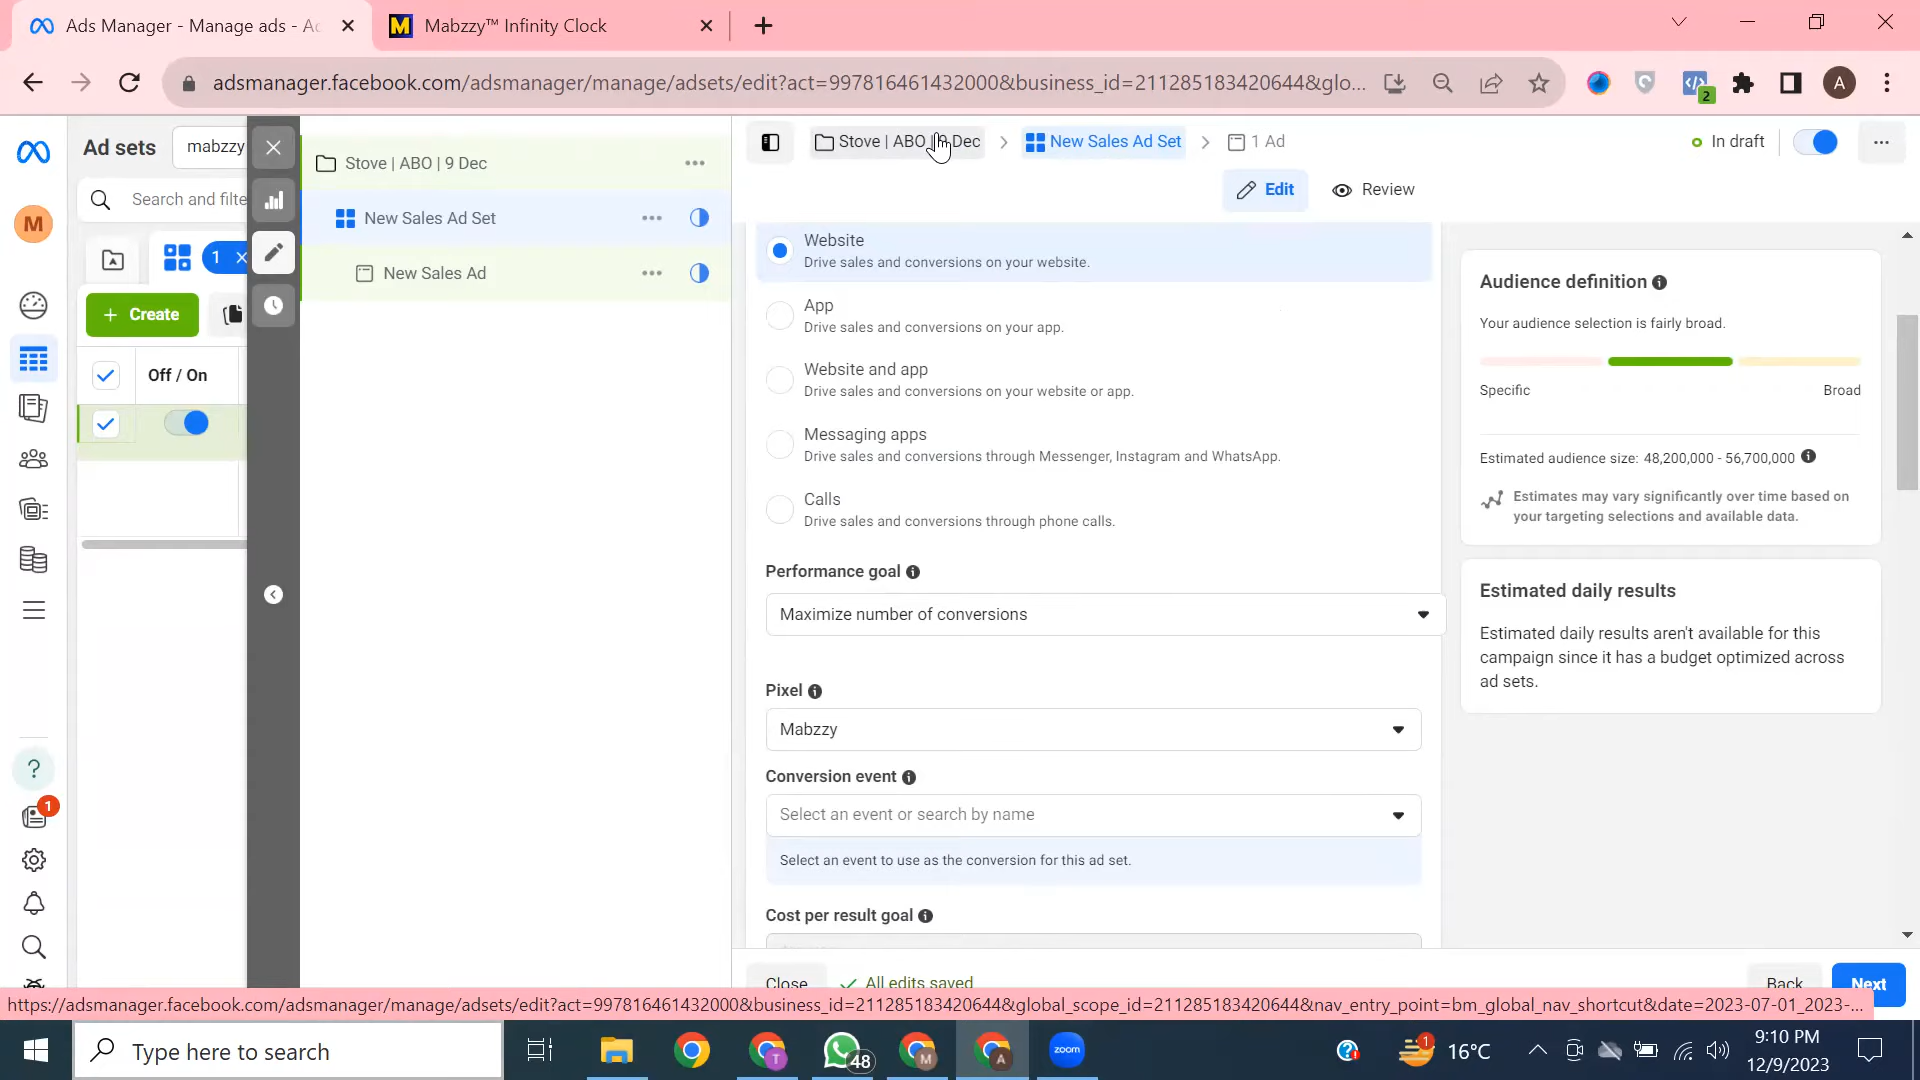 Ads Manager - Manage ads - Ac
Mabzzy™ Infinity Clock
adsmanager.facebook.com/adsmanager/manage/adsets/edit?act=997816461432000&business_id=211285183420644&glo...
2
A
Ad sets
mabzzy
Stove | ABO | 9 Dec
New Sales Ad Set
1 Ad
In draft
Stove | ABO | 9 Dec
Search and filte
Edit
Review
M
New Sales Ad Set
1
New Sales Ad
Create
Off / On
Website
Drive sales and conversions on your website.
App
Drive sales and conversions on your app.
Website and app
Drive sales and conversions on your website or app.
Messaging apps
Drive sales and conversions through Messenger, Instagram and WhatsApp.
Calls
Drive sales and conversions through phone calls.
Performance goal
Maximize number of conversions
Pixel
Mabzzy
Conversion event
Select an event or search by name
Select an event to use as the conversion for this ad set.
Cost per result goal
Audience definition
Your audience selection is fairly broad.
Specific
Broad
Estimated audience size: 48,200,000 - 56,700,000
Estimates may vary significantly over time based on
your targeting selections and available data.
Estimated daily results
Estimated daily results aren't available for this
campaign since it has a budget optimized across
ad sets.
1
Close
All edits saved
Back
Next
https://adsmanager.facebook.com/adsmanager/manage/adsets/edit?act=997816461432000&business_id=211285183420644&global_scope_id=211285183420644&nav_entry_point=bm_global_nav_shortcut&date=2023-07-01_2023-...
Type here to search
T
48
M
A
zoom
1
16°C
9:10 PM
12/9/2023